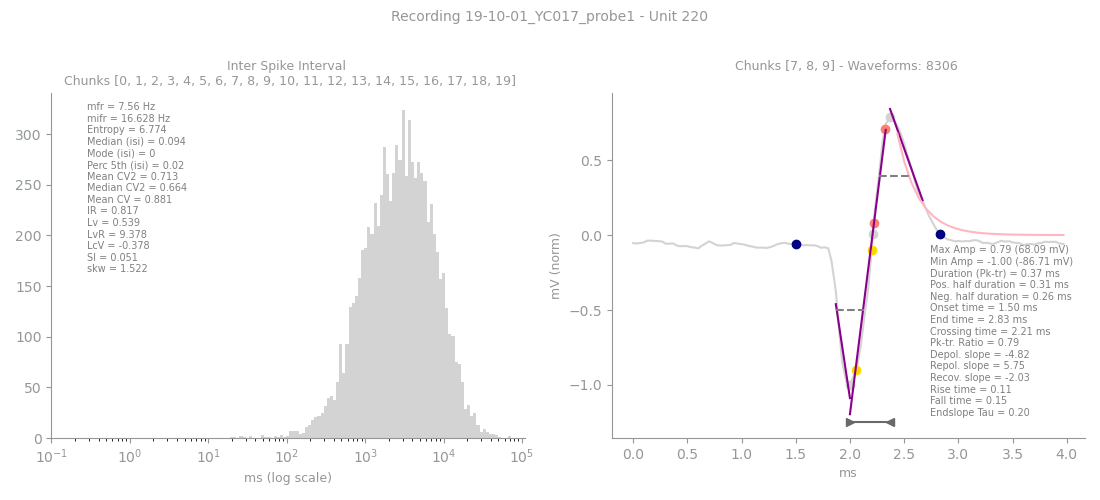 Recording 19-10-01_YC017_probe1 - Unit 220
Inter Spike Interval
Chunks [0, 1, 2, 3, 4, 5, 6, 7, 8, 9, 10, 11, 12, 13, 14, 15, 16, 17, 18, 19]
mfr = 7.56 Hz
mifr = 16.628 Hz
Entropy = 6.774
Median (isi) = 0.094
Mode (isi) = 0
Perc 5th (isi) = 0.02
Mean CV2 = 0.713
Median CV2 = 0.664
Mean CV = 0.881
IR = 0.817
Lv = 0.539
LvR = 9.378
LcV = -0.378
SI = 0.051
skw = 1.522
300
250
200
150
100
50
0
10⁻¹ 10⁰ 10¹ 10² 10³ 10⁴ 10⁵
ms (log scale)
Chunks [7, 8, 9] - Waveforms: 8306
mV (norm)
0.5
0.0
−0.5
−1.0
Max Amp = 0.79 (68.09 mV)
Min Amp = -1.00 (-86.71 mV)
Duration (Pk-tr) = 0.37 ms
Pos. half duration = 0.31 ms
Neg. half duration = 0.26 ms
Onset time = 1.50 ms
End time = 2.83 ms
Crossing time = 2.21 ms
Pk-tr. Ratio = 0.79
Depol. slope = -4.82
Repol. slope = 5.75
Recov. slope = -2.03
Rise time = 0.11
Fall time = 0.15
Endslope Tau = 0.20
0.0 0.5 1.0 1.5 2.0 2.5 3.0 3.5 4.0
ms